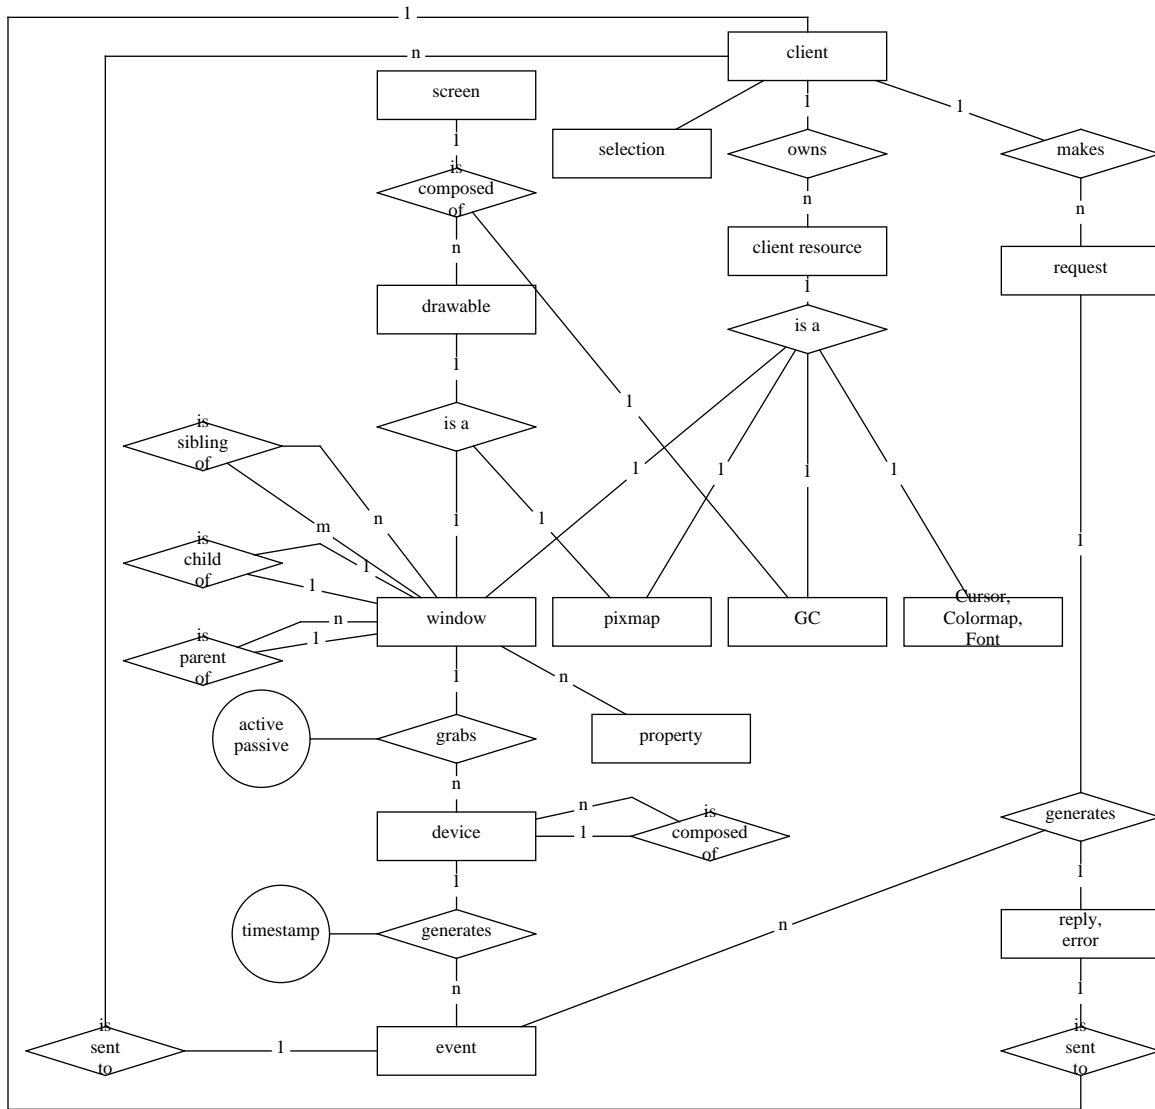 1
client
n
screen
1
1
1
selection
owns
makes
is
composed
of
n
n
n
client resource
request
drawable
1
is a
1
1
is a
is
sibling
of
1
1
1
1
1
n
m
1
1
is
child
of
1
1
window
pixmap
GC
Cursor,
Colormap,
Font
n
1
is
parent
of
1
n
active
passive
grabs
property
n
n
1
device
is
composed
of
generates
1
1
timestamp
generates
n
reply,
error
n
1
is
sent
to
1
event
is
sent
to